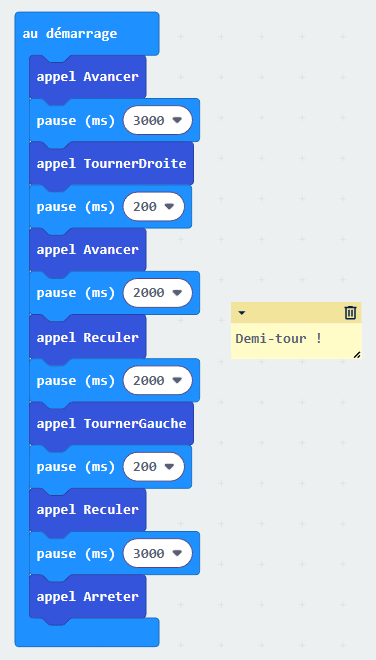 au démarrage
appel Avancer
pause (ms) 3000
appel TournerDroite
pause (ms) 200
appel Avancer
pause (ms) 2000
appel Reculer
Demi-tour !
pause (ms) 2000
appel TournerGauche
pause (ms) 200
appel Reculer
pause (ms) 3000
appel Arreter